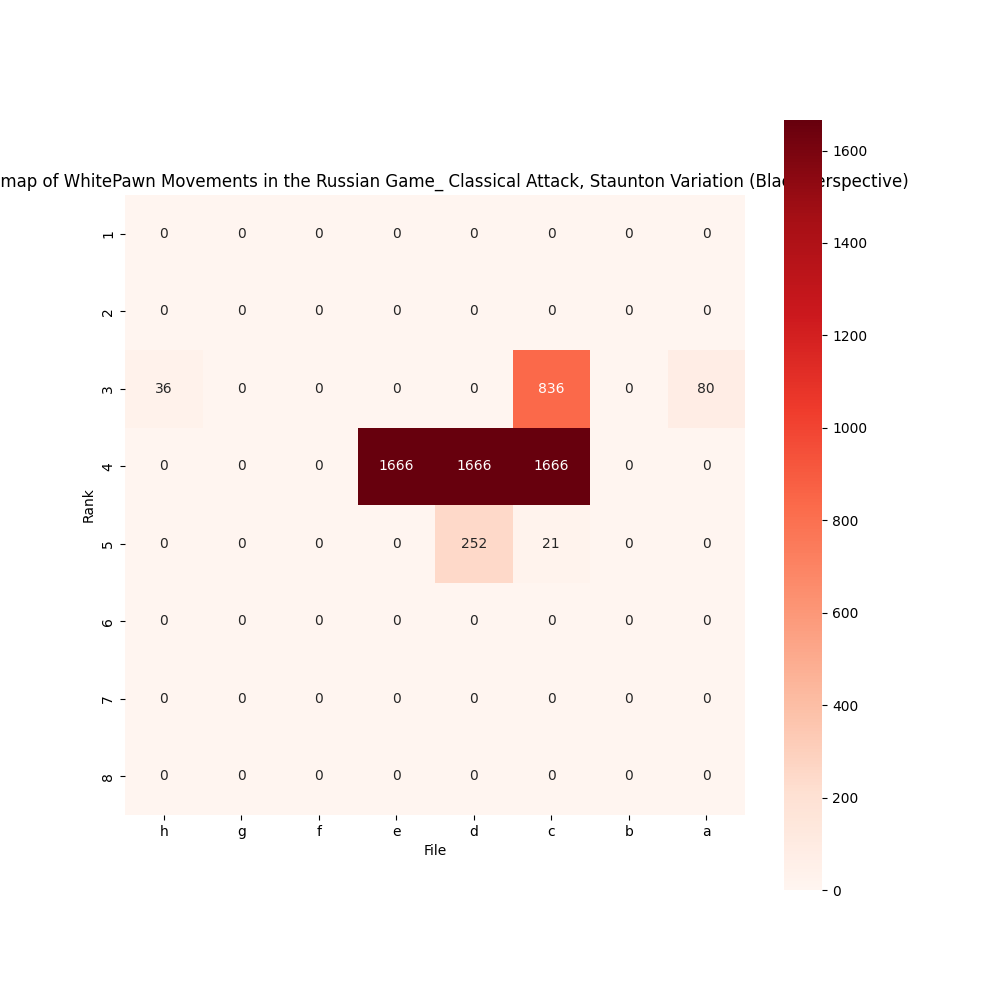 map of WhitePawn Movements in the Russian Game_ Classical Attack, Staunton Variation
1600
1 0 0 0 0 0 0 0 0
1400
2 0 0 0 0 0 0 0 0
1200
3 36 0 0 0 0 836 0 80
1000
4 0 0 0 1666 1666 1666 0 0
Rank
800
5 0 0 0 0 252 21 0 0
600
6 0 0 0 0 0 0 0 0
400
7 0 0 0 0 0 0 0 0
8 0 0 0 0 0 0 0 0
200
h g f e d c b a
File
0